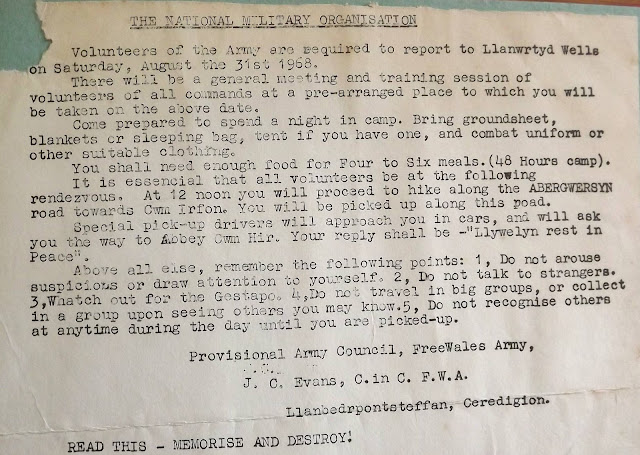 THE NATIONAL MILITARY ORGANISATION
Volunteers of the Army are required to report to Llanwrtyd Wells
on Saturday, August the 31st 1968.
There will be a general meeting and training session of
volunteers of all commands at a pre-arranged place to which you will
be taken on the above date.
Come prepared to spend a night in camp. Bring groundsheet,
blankets or sleeping bag, tent if you have one, and combat uniform or
other suitable clothing.
You shall need enough food for Four to Six meals.(48 Hours camp).
It is essencial that all volunteers be at the following
rendezvous. At 12 noon you will proceed to hike along the ABERGWERSYN
road towards Cwm Irfon. You will be picked up along this road.
Special pick-up drivers will approach you in cars, and will ask
you the way to Abbey Cwm Hir. Your reply shall be -"Llywelyn rest in
Peace".
Above all else, remember the following points: 1, Do not arouse
suspicions or draw attention to yourself. 2, Do not talk to strangers.
3,Whatch out for the Gestapo. 4,Do not travel in big groups, or collect
in a group upon seeing others you may know.5, Do not recognise others
at anytime during the day until you are picked-up.
Provisional Army Council, FreeWales Army,
J. C. Evans, C.in C. F.W.A.
Llanbedrpontsteffan, Ceredigion.
READ THIS - MEMORISE AND DESTROY!